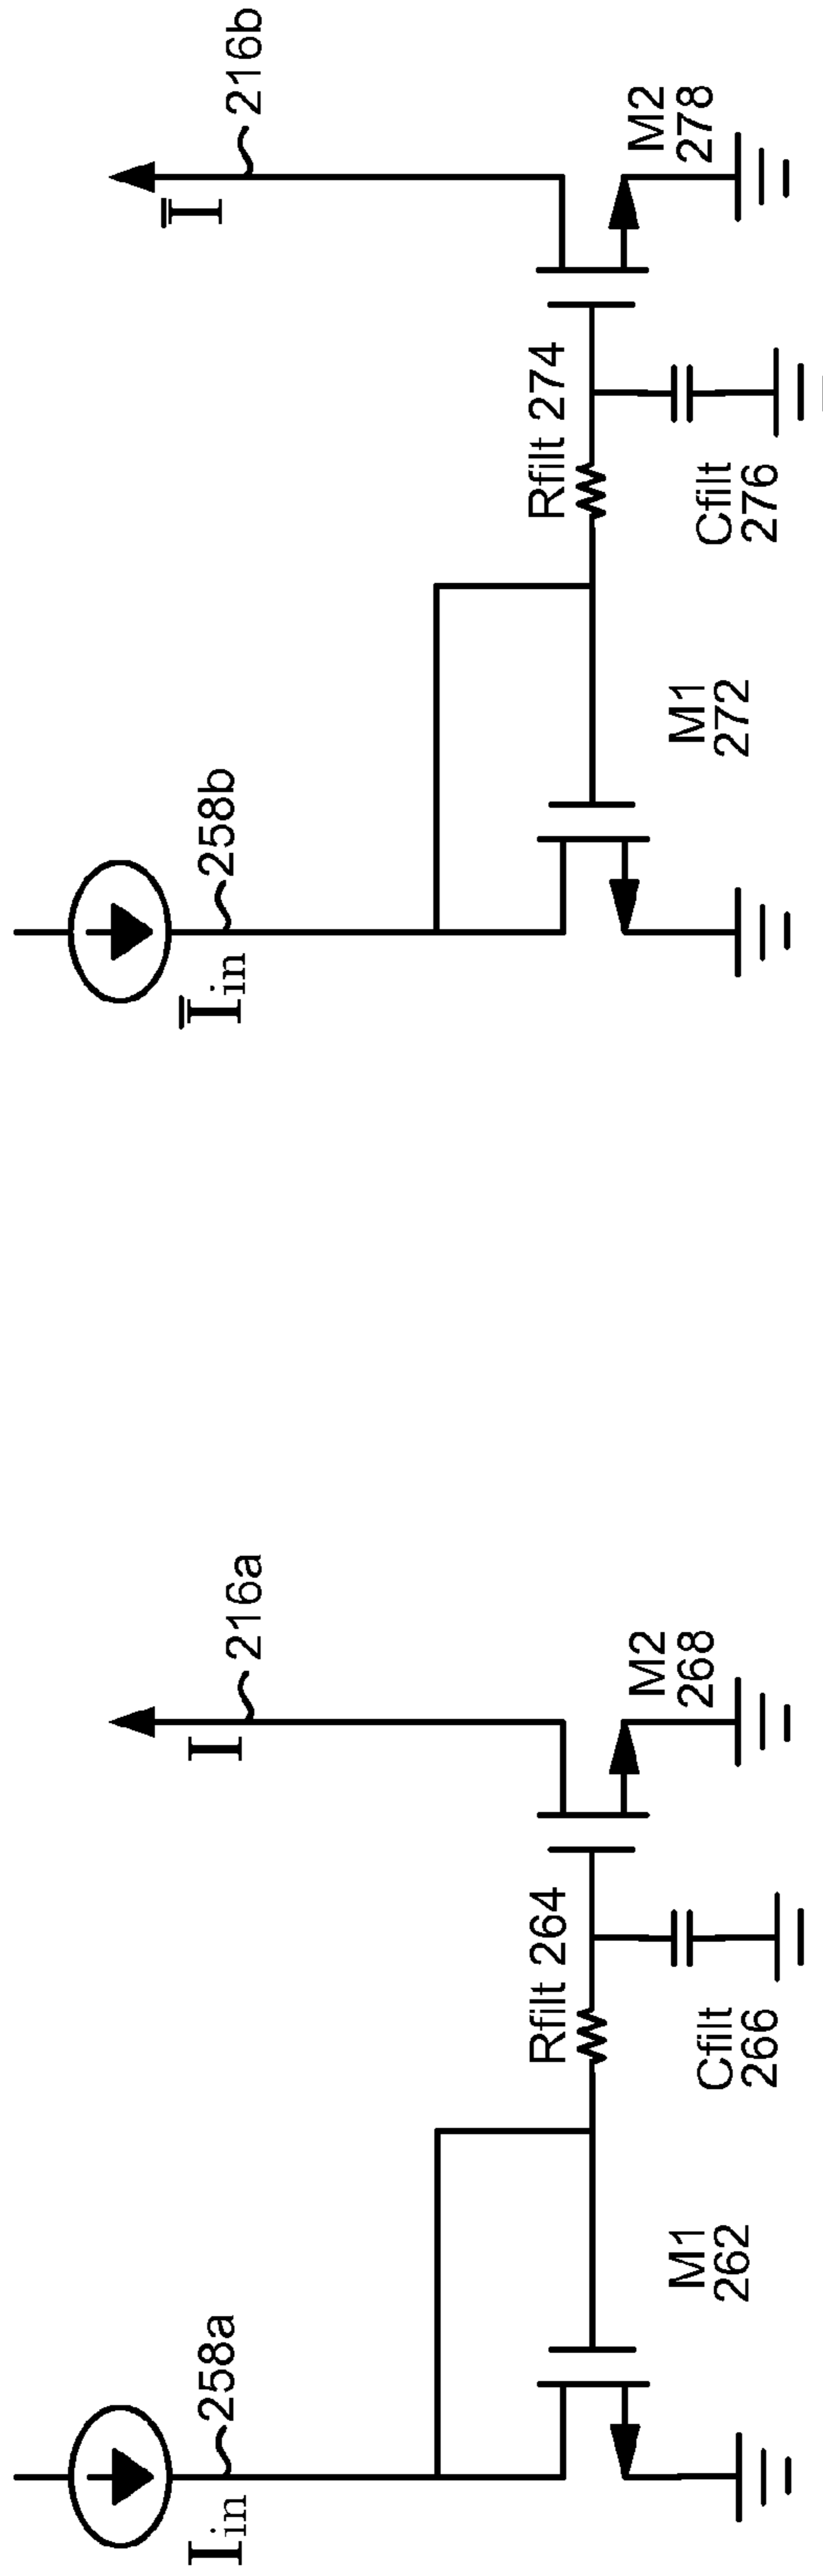 I̅
216b
M2
278
Rfilt 274
Cfilt
276
M1
272
258b
I̅in
I
216a
M2
268
Rfilt 264
Cfilt
266
M1
262
258a
Iin